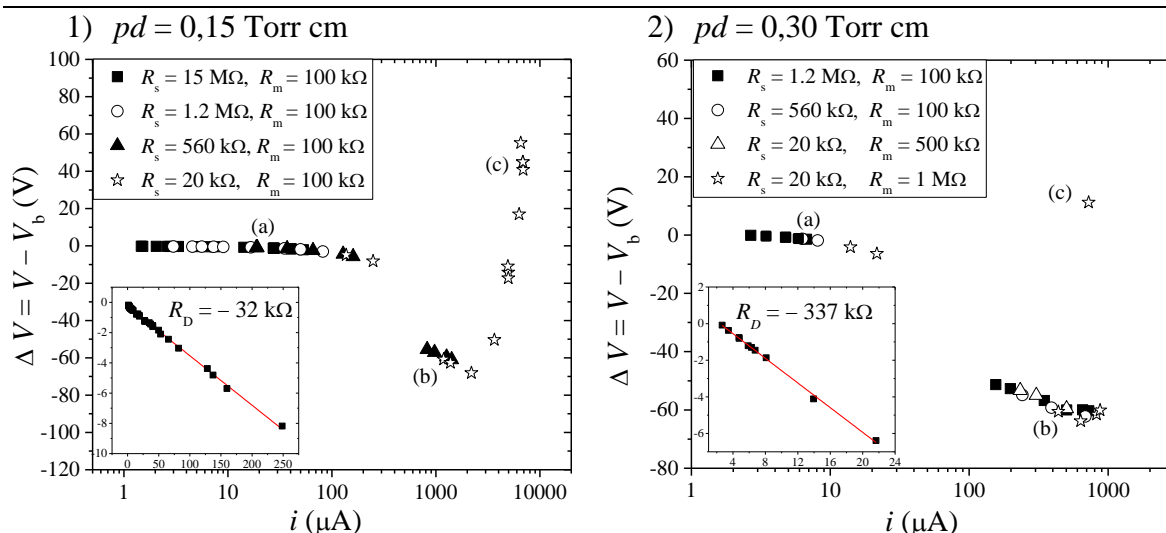 1) pd = 0,15 Torr cm
100
80
60
40
20
0
-20
-40
-60
-80
-100
-120
Δ V = V − V_b (V)
R_s = 15 MΩ, R_m = 100 kΩ
R_s = 1.2 MΩ, R_m = 100 kΩ
R_s = 560 kΩ, R_m = 100 kΩ
R_s = 20 kΩ, R_m = 100 kΩ
(c)
(a)
(b)
R_D = − 32 kΩ
0
-2
-4
-6
-8
-10
0 50 100 150 200 250
1 10 100 1000 10000
i (μA)
2) pd = 0,30 Torr cm
60
40
20
0
-20
-40
-60
-80
Δ V = V − V_b (V)
R_s = 1.2 MΩ, R_m = 100 kΩ
R_s = 560 kΩ, R_m = 100 kΩ
R_s = 20 kΩ, R_m = 500 kΩ
R_s = 20 kΩ, R_m = 1 MΩ
(c)
(a)
(b)
R_D = − 337 kΩ
0
-2
-4
-6
4 8 12 16 20 24
1 10 100 1000
i (μA)